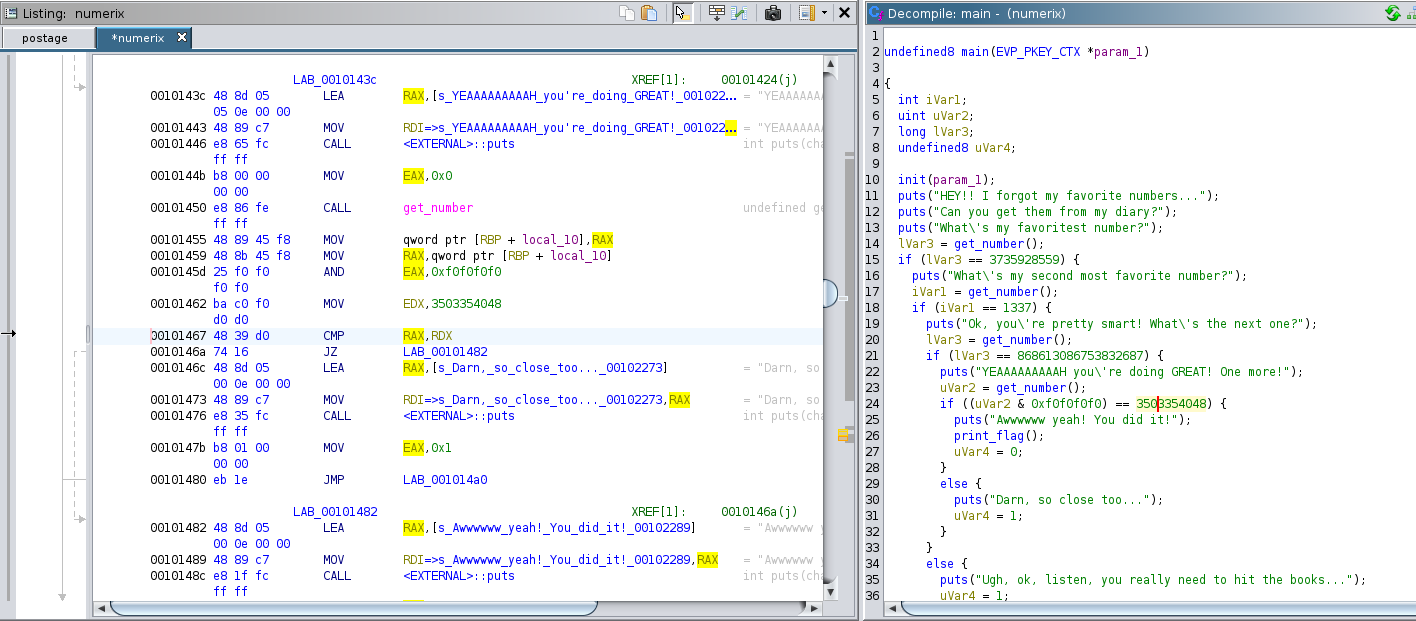 Listing: numerix
postage
*numerix
LAB_0010143c XREF[1]: 00101424(j)
0010143c 48 8d 05 LEA RAX,[s_YEAAAAAAAAAH_you're_doing_GREAT!_001022... = "YEAAAAAA
05 0e 00 00
00101443 48 89 c7 MOV RDI=>s_YEAAAAAAAAAH_you're_doing_GREAT!_001022... = "YEAAAAAA
00101446 e8 65 fc CALL <EXTERNAL>::puts int puts(cha
ff ff
0010144b b8 00 00 MOV EAX,0x0
00 00
00101450 e8 86 fe CALL get_number undefined ge
ff ff
00101455 48 89 45 f8 MOV qword ptr [RBP + local_10],RAX
00101459 48 8b 45 f8 MOV RAX,qword ptr [RBP + local_10]
0010145d 25 f0 f0 AND EAX,0xf0f0f0f0
f0 f0
00101462 ba c0 f0 MOV EDX,3503354048
d0 d0
00101467 48 39 d0 CMP RAX,RDX
0010146a 74 16 JZ LAB_00101482
0010146c 48 8d 05 LEA RAX,[s_Darn,_so_close_too..._00102273] = "Darn, so
00 0e 00 00
00101473 48 89 c7 MOV RDI=>s_Darn,_so_close_too..._00102273,RAX = "Darn, so
00101476 e8 35 fc CALL <EXTERNAL>::puts int puts(cha
ff ff
0010147b b8 01 00 MOV EAX,0x1
00 00
00101480 eb 1e JMP LAB_001014a0
LAB_00101482 XREF[1]: 0010146a(j)
00101482 48 8d 05 LEA RAX,[s_Awwwwww_yeah!_You_did_it!_00102289] = "Awwwwww y
00 0e 00 00
00101489 48 89 c7 MOV RDI=>s_Awwwwww_yeah!_You_did_it!_00102289,RAX = "Awwwwww y
0010148c e8 1f fc CALL <EXTERNAL>::puts int puts(cha
ff ff
Decompile: main - (numerix)
1
2 undefined8 main(EVP_PKEY_CTX *param_1)
3
4 {
5 int iVar1;
6 uint uVar2;
7 long lVar3;
8 undefined8 uVar4;
9
10 init(param_1);
11 puts("HEY!! I forgot my favorite numbers...");
12 puts("Can you get them from my diary?");
13 puts("What\'s my favoritest number?");
14 lVar3 = get_number();
15 if (lVar3 == 3735928559) {
16 puts("What\'s my second most favorite number?");
17 iVar1 = get_number();
18 if (iVar1 == 1337) {
19 puts("Ok, you\'re pretty smart! What\'s the next one?");
20 lVar3 = get_number();
21 if (lVar3 == 868613086753832687) {
22 puts("YEAAAAAAAAAH you\'re doing GREAT! One more!");
23 uVar2 = get_number();
24 if ((uVar2 & 0xf0f0f0f0) == 3503354048) {
25 puts("Awwwwww yeah! You did it!");
26 print_flag();
27 uVar4 = 0;
28 }
29 else {
30 puts("Darn, so close too...");
31 uVar4 = 1;
32 }
33 }
34 else {
35 puts("Ugh, ok, listen, you really need to hit the books...");
36 uVar4 = 1;